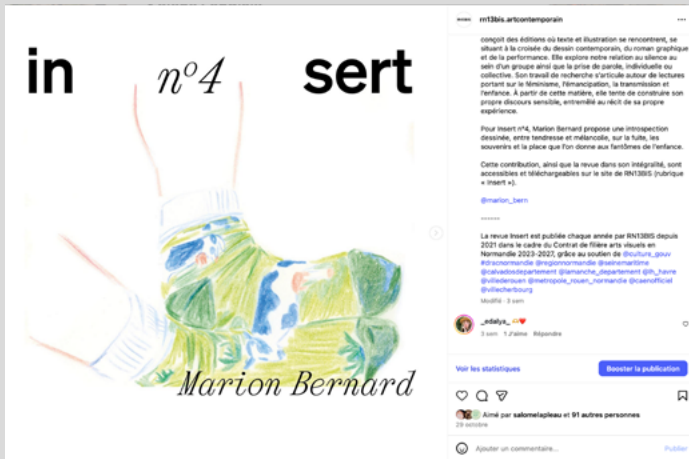 in n°4 sert
Marion Bernard
rn13bis.artcontemporain
conçoit des éditions où texte et illustration se rencontrent, se
situant à la croisée du dessin contemporain, du roman graphique
et de la performance. Elle explore notre relation au silence au
sein d'un groupe ainsi que la prise de parole, individuelle ou
collective. Son travail de recherche s'articule autour de lectures
portant sur le féminisme, l'émancipation, la transmission et
l'enfance. À partir de cette matière, elle tente de construire son
propre discours sensible, entremêlé au récit de sa propre
expérience.
Pour Insert n°4, Marion Bernard propose une introspection
dessinée, entre tendresse et mélancolie, sur la fuite, les
souvenirs et la place que l'on donne aux fantômes de l'enfance.
Cette contribution, ainsi que la revue dans son intégralité, sont
accessibles et téléchargeables sur le site de RN13BIS (rubrique
« insert »).
@marion_bern
------
La revue Insert est publiée chaque année par RN13BIS depuis
2021 dans le cadre du Contrat de filière arts visuels en
Normandie 2023-2027, grâce au soutien de @culture_gouv
#dracnormandie @regionnormandie @seinemaritime
@calvadosdepartement @lamanche_departement @lh_havre
@villederouen @metropole_rouen_normandie @caenofficiel
@villecherbourg
Modifié · 3 sem
_edalya_
3 sem 1 J'aime Répondre
Voir les statistiques
Booster la publication
Aimé par salomelapleau et 91 autres personnes
29 octobre
Ajouter un commentaire...
Publier